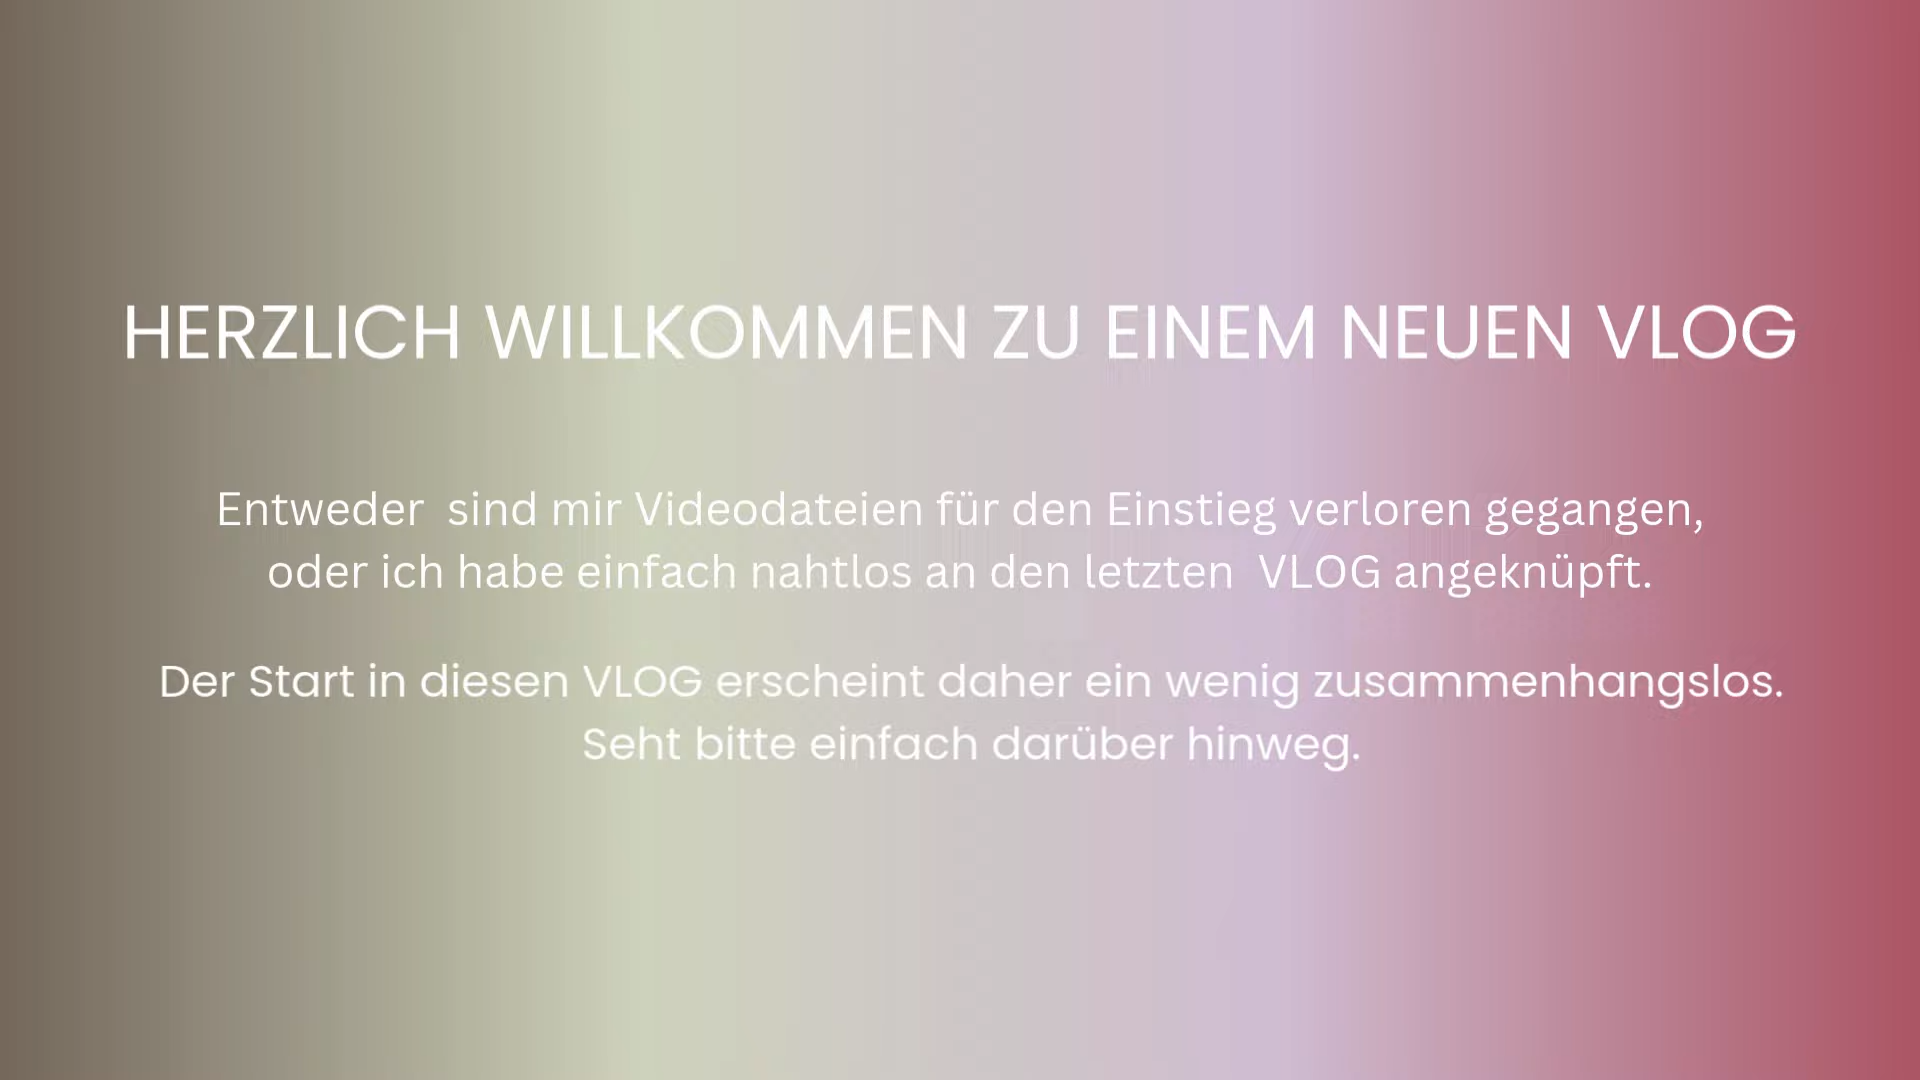 HERZLICH WILLKOMMEN ZU EINEM NEUEN VLOG
Entweder sind mir Videodateien für den Einstieg verloren gegangen,
oder ich habe einfach nahtlos an den letzten VLOG angeknüpft.
Der Start in diesen VLOG erscheint daher ein wenig zusammenhangslos.
Seht bitte einfach darüber hinweg.